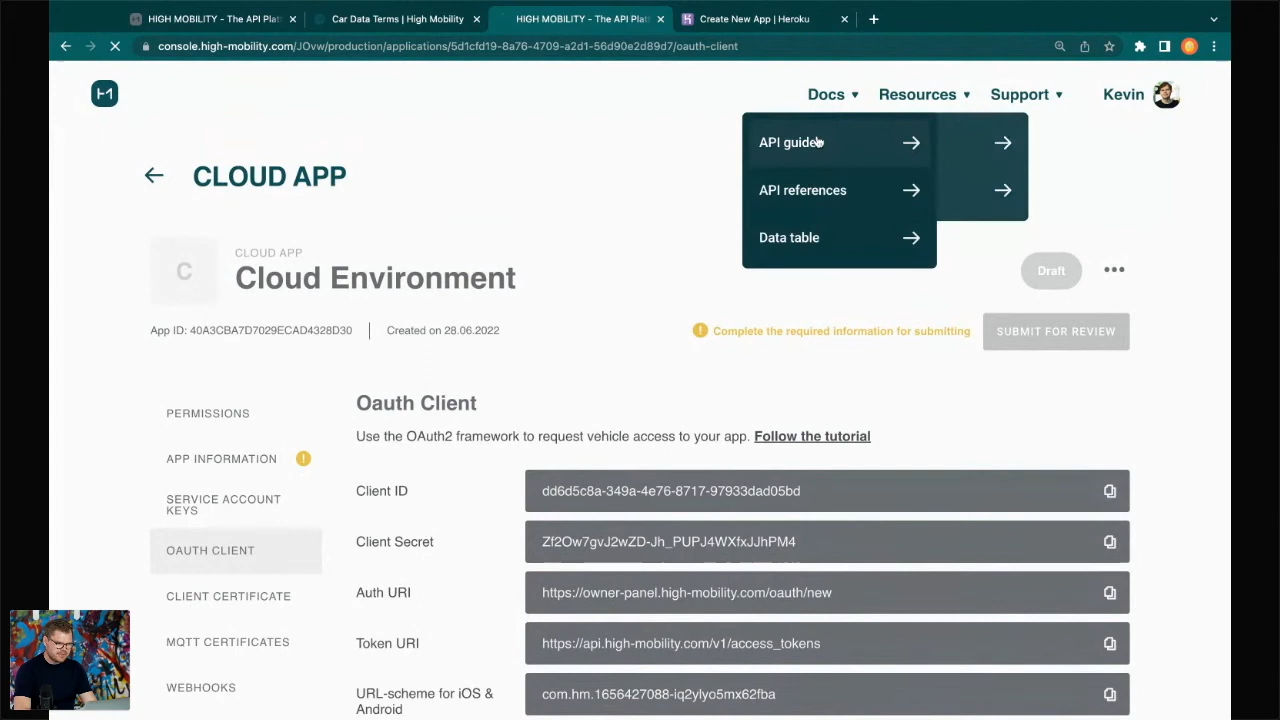 HIGH MOBILITY - The API Plat
Car Data Terms | High Mobility
HIGH MOBILITY - The API Plat
Create New App | Heroku
console.high-mobility.com/JOvw/production/applications/5d1cfd19-8a76-4709-a2d1-56d90e2d89d7/oauth-client
Docs
Resources
Support
Kevin
API guides
API references
Data table
CLOUD APP
C
CLOUD APP
Cloud Environment
Draft
App ID: 40A3CBA7D7029ECAD4328D30
Created on 28.06.2022
Complete the required information for submitting
SUBMIT FOR REVIEW
PERMISSIONS
APP INFORMATION
SERVICE ACCOUNT
KEYS
OAUTH CLIENT
CLIENT CERTIFICATE
MQTT CERTIFICATES
WEBHOOKS
Oauth Client
Use the OAuth2 framework to request vehicle access to your app. Follow the tutorial
Client ID
dd6d5c8a-349a-4e76-8717-97933dad05bd
Client Secret
Zf2Ow7gvJ2wZD-Jh_PUPJ4WXfxJJhPM4
Auth URI
https://owner-panel.high-mobility.com/oauth/new
Token URI
https://api.high-mobility.com/v1/access_tokens
URL-scheme for iOS &
Android
com.hm.1656427088-iq2ylyo5mx62fba